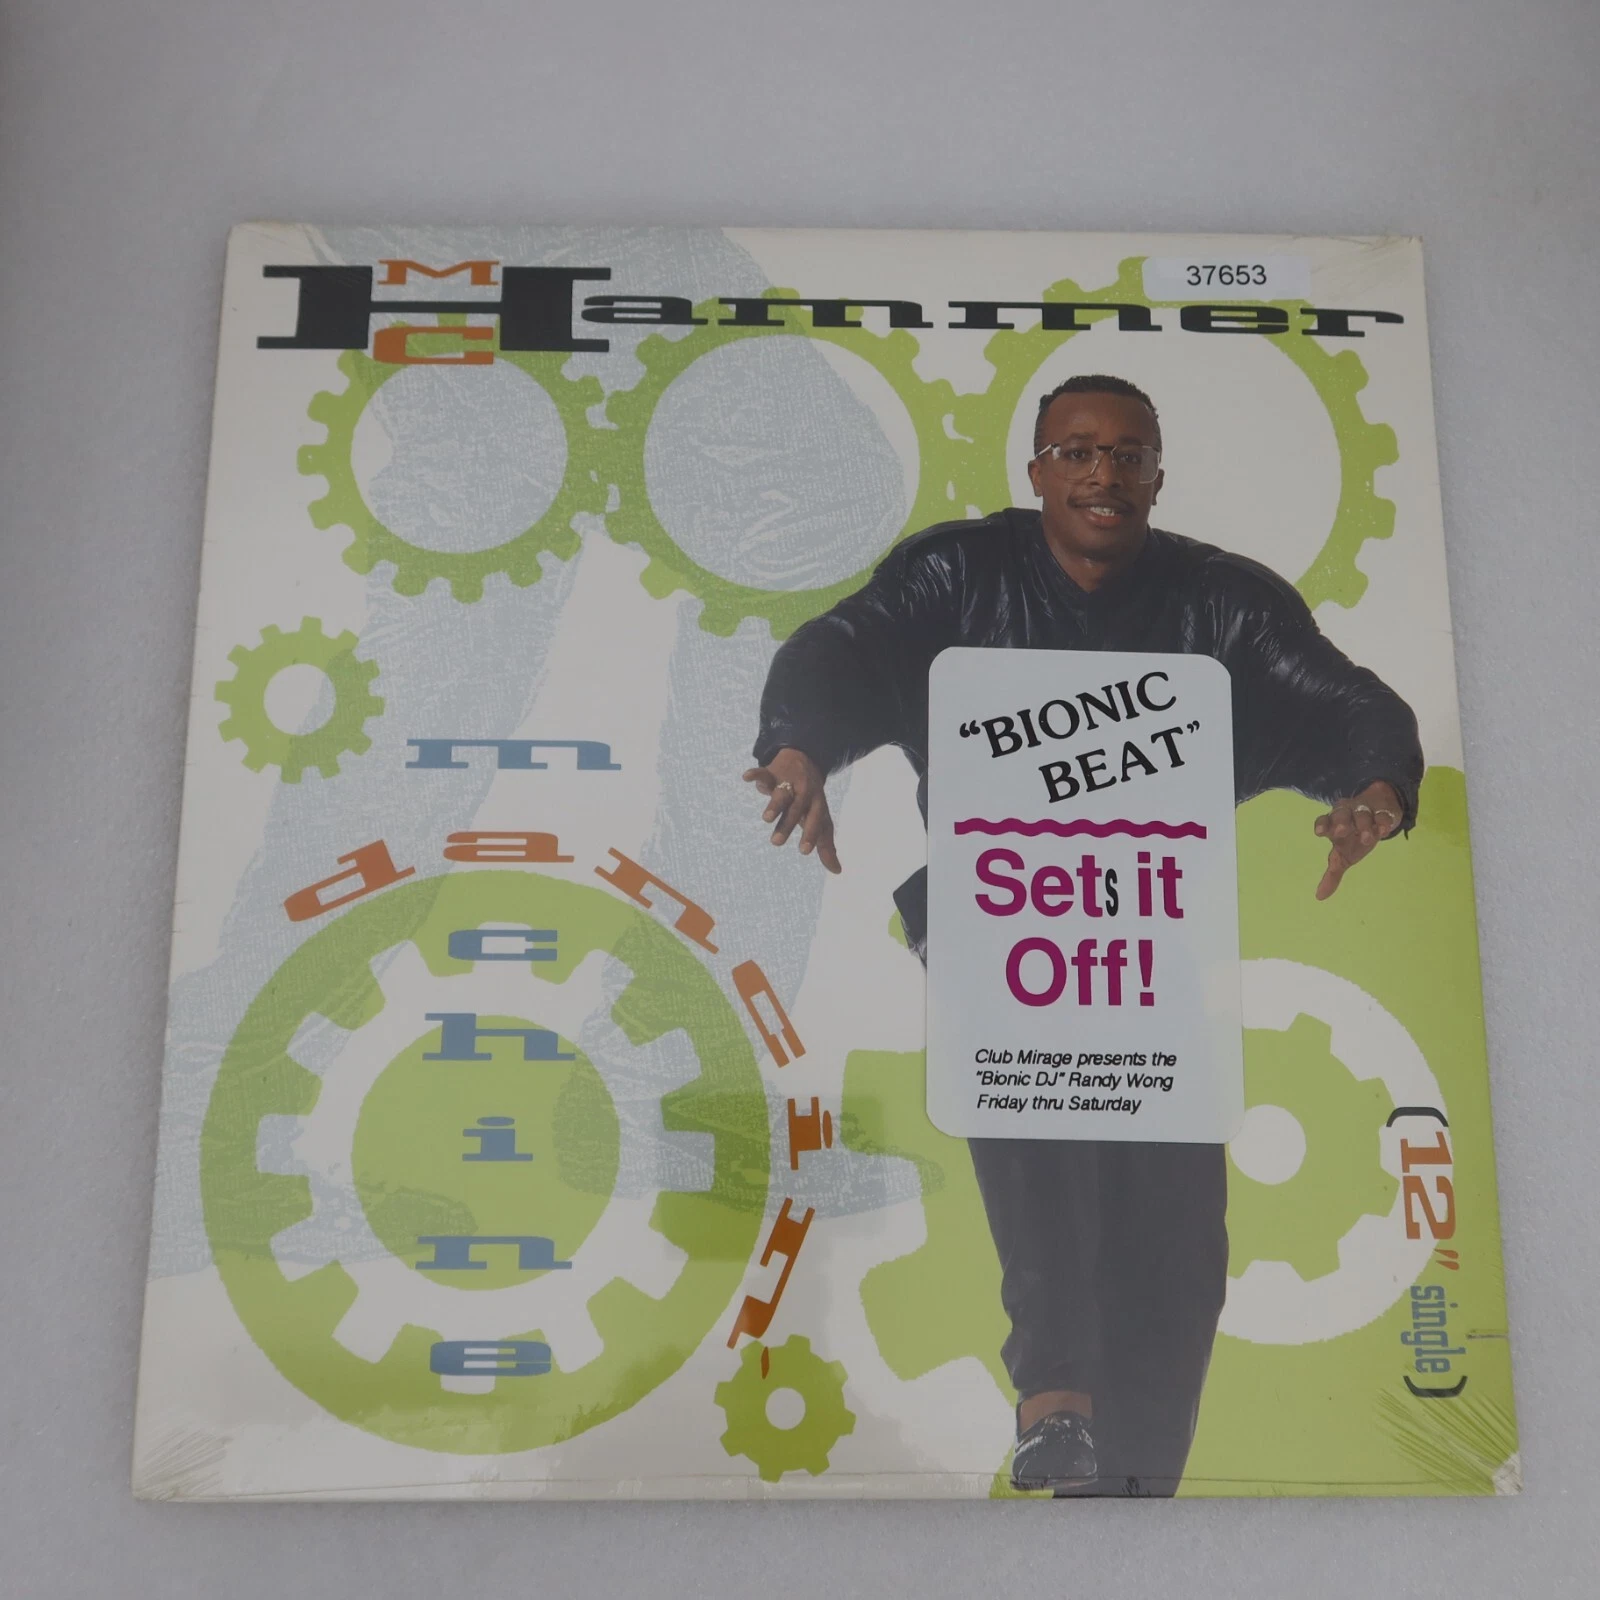 MC Hammer
37653
dancin' machine
"BIONIC
BEAT"
Sets it
Off!
Club Mirage presents the
"Bionic DJ" Randy Wong
Friday thru Saturday
(12" single)